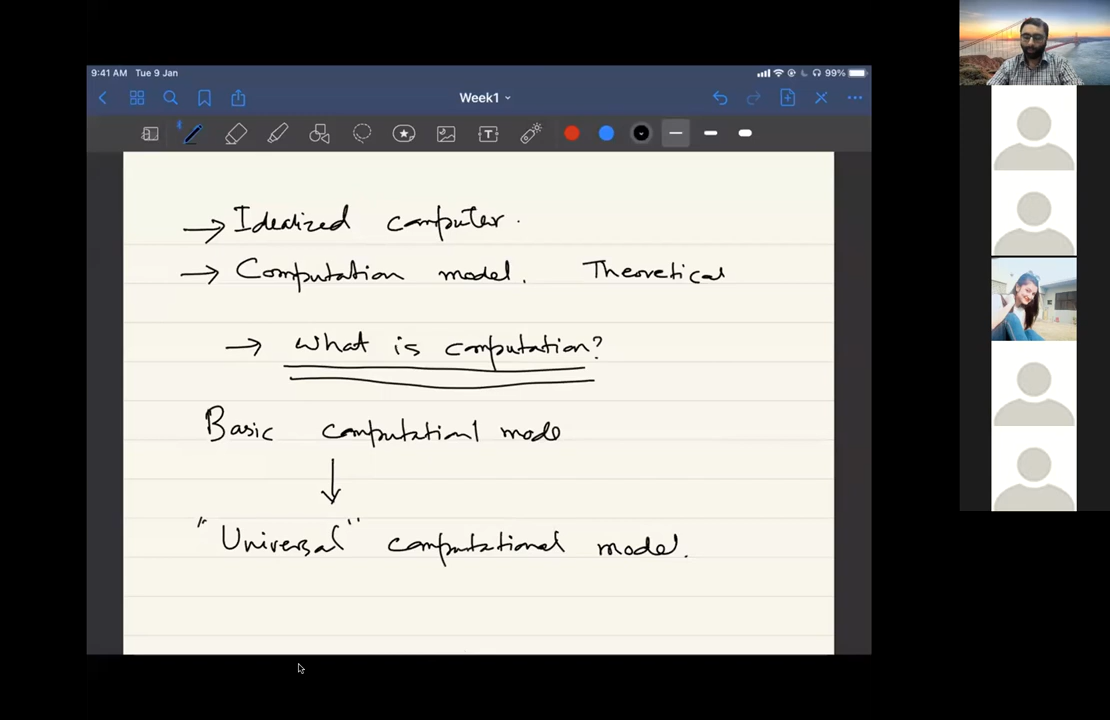 9:41 AM Tue 9 Jan
99%
Week1
T
→ Idealized computer.
→ Computation model. Theoretical
→ What is computation?
Basic computationl mode
↓
"Universal" computational model.